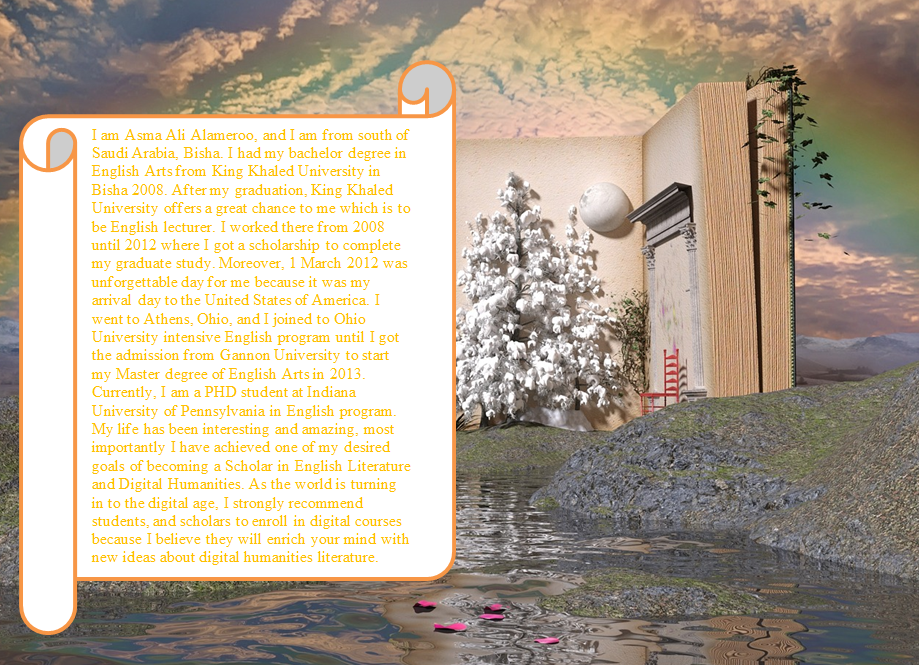 I am Asma Ali Alameroo, and I am from south of
Saudi Arabia, Bisha. I had my bachelor degree in
English Arts from King Khaled University in
Bisha 2008. After my graduation, King Khaled
University offers a great chance to me which is to
be English lecturer. I worked there from 2008
until 2012 where I got a scholarship to complete
my graduate study. Moreover, 1 March 2012 was
unforgettable day for me because it was my
arrival day to the United States of America. I
went to Athens, Ohio, and I joined to Ohio
University intensive English program until I got
the admission from Gannon University to start
my Master degree of English Arts in 2013.
Currently, I am a PHD student at Indiana
University of Pennsylvania in English program.
My life has been interesting and amazing, most
importantly I have achieved one of my desired
goals of becoming a Scholar in English Literature
and Digital Humanities. As the world is turning
in to the digital age, I strongly recommend
students, and scholars to enroll in digital courses
because I believe they will enrich your mind with
new ideas about digital humanities literature.